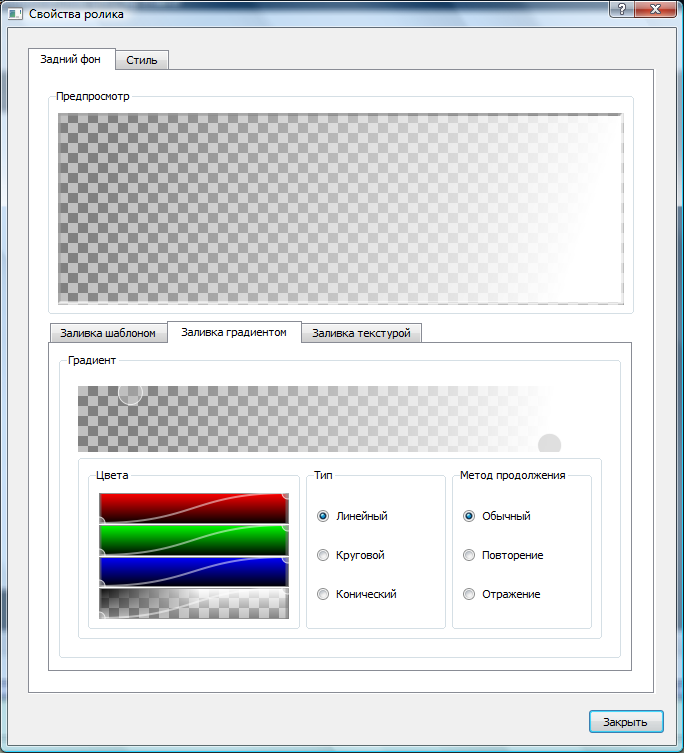 Свойства ролика
Задний фон Стиль
Предпросмотр
Заливка шаблоном Заливка градиентом Заливка текстурой
Градиент
Цвета Тип Метод продолжения
Линейный Обычный
Круговой Повторение
Конический Отражение
Закрыть